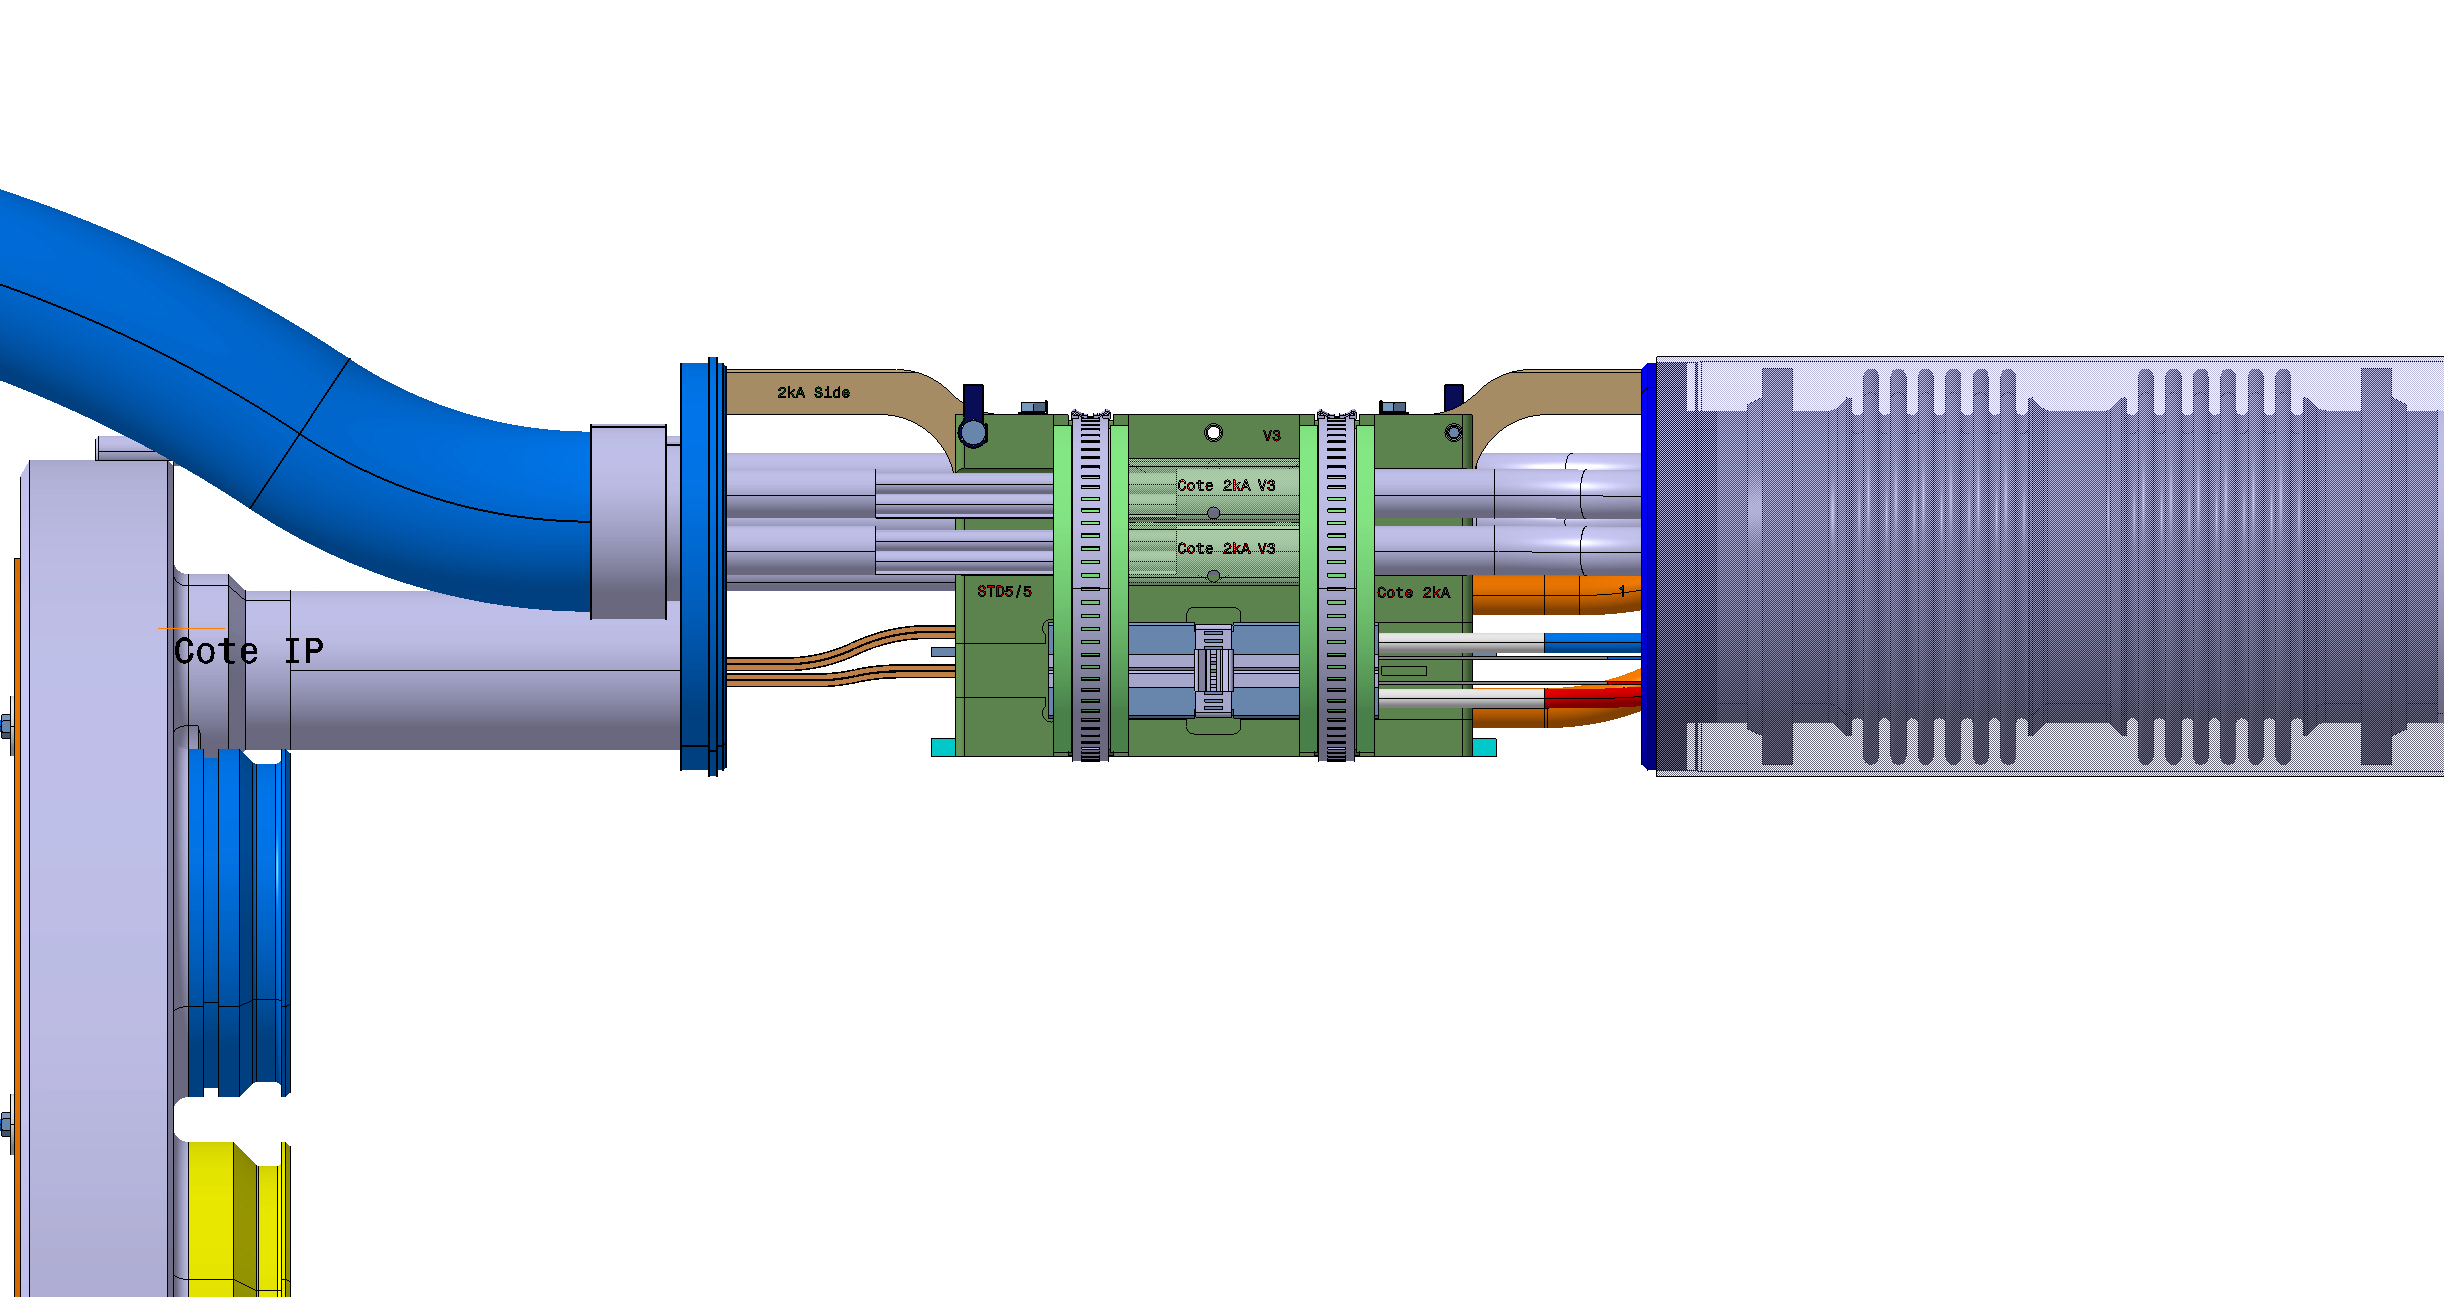 2kA Side
V3
Cote 2kA V3
Cote 2kA V3
STD5/5
Cote 2kA
1
Cote IP